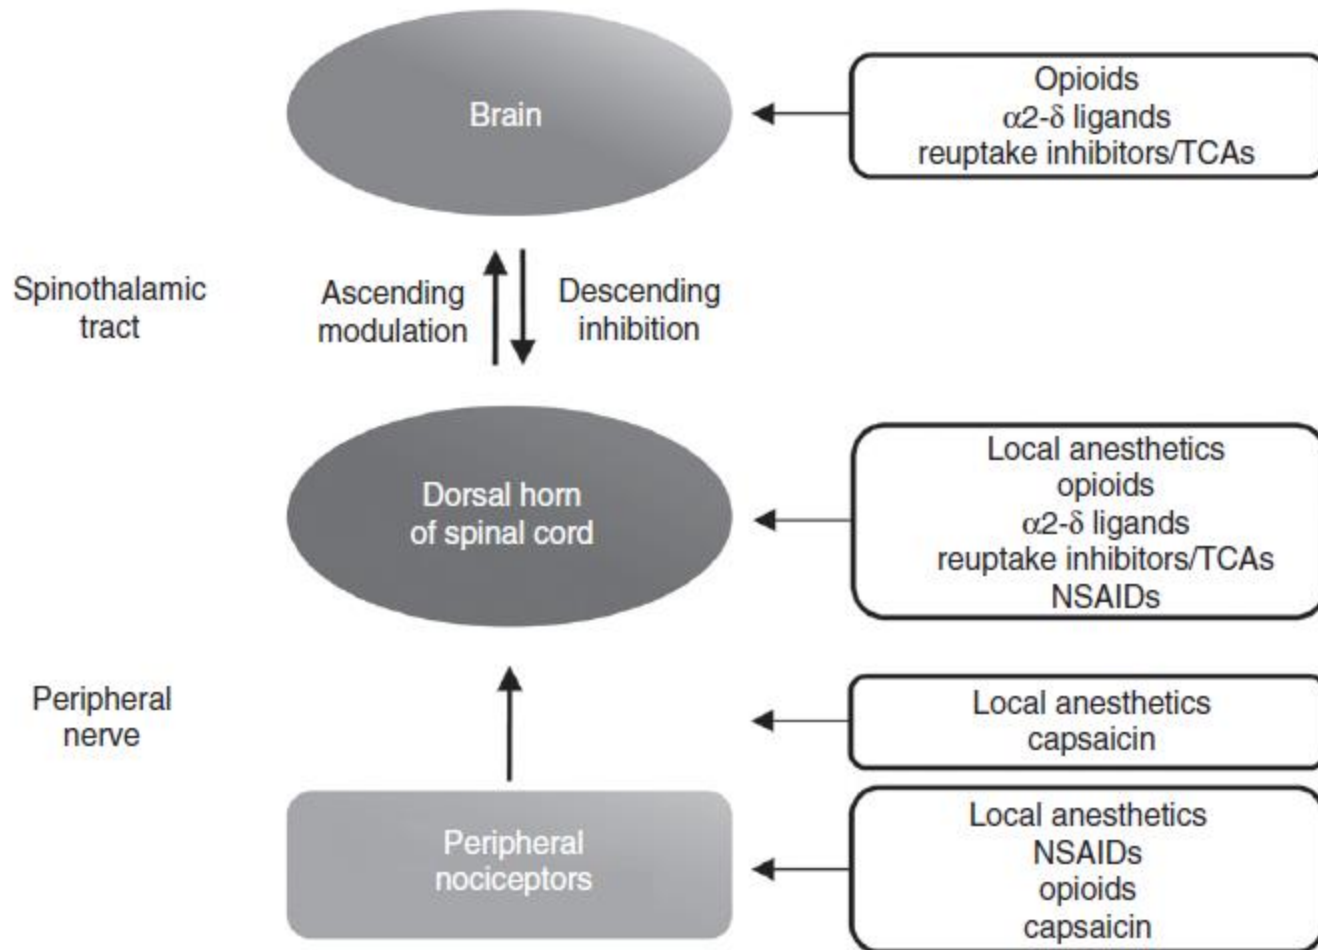 Brain
Opioids
α2-δ ligands
reuptake inhibitors/TCAs
Spinothalamic
tract
Ascending
modulation
Descending
inhibition
Dorsal horn
of spinal cord
Local anesthetics
opioids
α2-δ ligands
reuptake inhibitors/TCAs
NSAIDs
Peripheral
nerve
Local anesthetics
capsaicin
Peripheral
nociceptors
Local anesthetics
NSAIDs
opioids
capsaicin